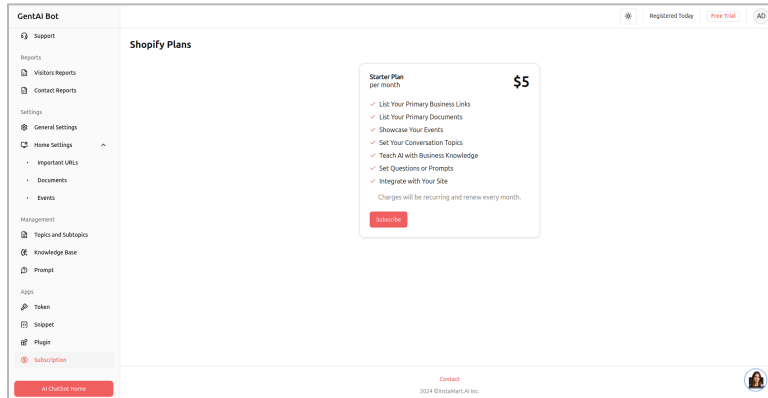 GentAI Bot
Registered Today
Free Trial
AD
Support
Reports
Visitors Reports
Contact Reports
Settings
General Settings
Home Settings
Important URLs
Documents
Events
Management
Topics and Subtopics
Knowledge Base
Prompt
Apps
Token
Snippet
Plugin
Subscription
AI Chatbot Home
Shopify Plans
Starter Plan
per month
$5
List Your Primary Business Links
List Your Primary Documents
Showcase Your Events
Set Your Conversation Topics
Teach AI with Business Knowledge
Set Questions or Prompts
Integrate with Your Site
Charges will be recurring and renew every month.
Subscribe
Contact
2024 ©InstaMart.AI Inc.